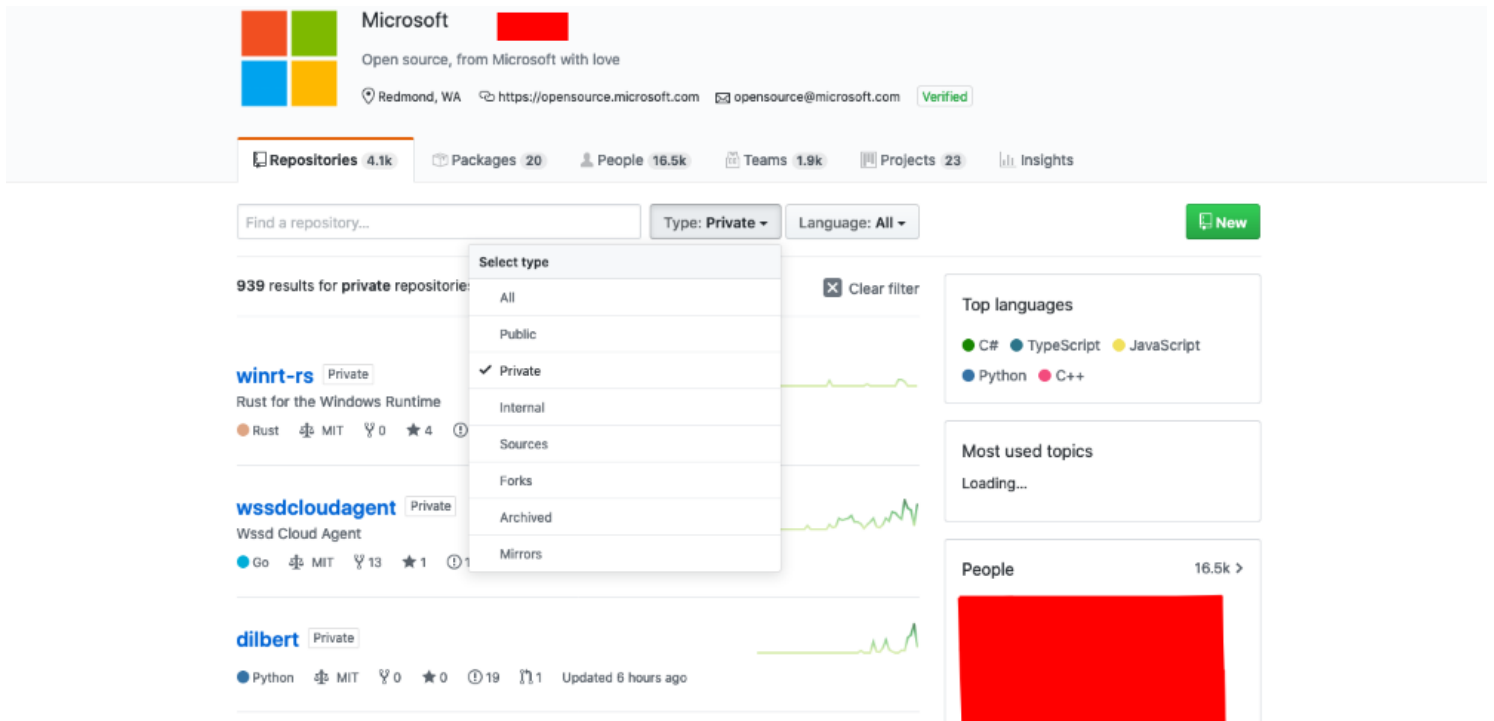 Microsoft
Open source, from Microsoft with love
Redmond, WA https://opensource.microsoft.com opensource@microsoft.com Verified
Repositories 4.1k Packages 20 People 16.5k Teams 1.9k Projects 23 Insights
Find a repository... Type: Private Language: All New
Select type
All
Public
Private
Internal
Sources
Forks
Archived
Mirrors
939 results for private repositorie
Clear filter
winrt-rs Private
Rust for the Windows Runtime
Rust MIT 0 4
wssdcloudagent Private
Wssd Cloud Agent
Go MIT 13 1 1
dilbert Private
Python MIT 0 0 19 1 Updated 6 hours ago
Top languages
C# TypeScript JavaScript
Python C++
Most used topics
Loading...
People 16.5k >